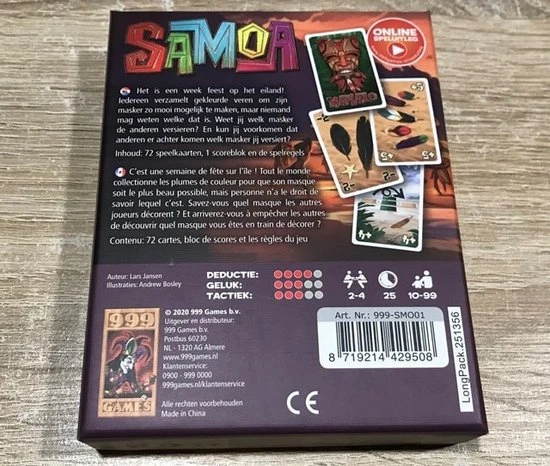 SAMOA
ONLINE
SPELUITLEG
Het is een week feest op het eiland!
Iedereen verzamelt gekleurde veren om zijn
masker zo mooi mogelijk te maken, maar niemand
mag weten welke dat is. Weet jij welk masker
de anderen versieren? En kun jij voorkomen dat
anderen er achter komen welk masker jij versiert?
Inhoud: 72 speelkaarten, 1 scoreblok en de spelregels
C'est une semaine de fête sur l'île ! Tout le monde
collectionne les plumes de couleur pour que son masque
soit le plus beau possible, mais personne n'a le droit de
savoir lequel c'est. Savez-vous quel masque les autres
joueurs décorent ? Et arriverez-vous à empêcher les autres
de découvrir quel masque vous êtes en train de décorer ?
Contenu: 72 cartes, bloc de scores et les règles du jeu
-2
+5
+5
-2
Auteur: Lars Jansen
Illustraties: Andrew Bosley
DEDUCTIE:
GELUK:
TACTIEK:
2-4
25
10-99
999
GAMES
© 2020 999 Games b.v.
Uitgever en distributeur:
999 Games b.v.
Postbus 60230
NL - 1320 AG Almere
www.999games.nl
Klantenservice:
0900 - 999 0000
999games.nl/klantenservice
Alle rechten voorbehouden
Made in China
CE
Art. Nr.: 999-SMO01
8 719214 429508
LongPack.251356